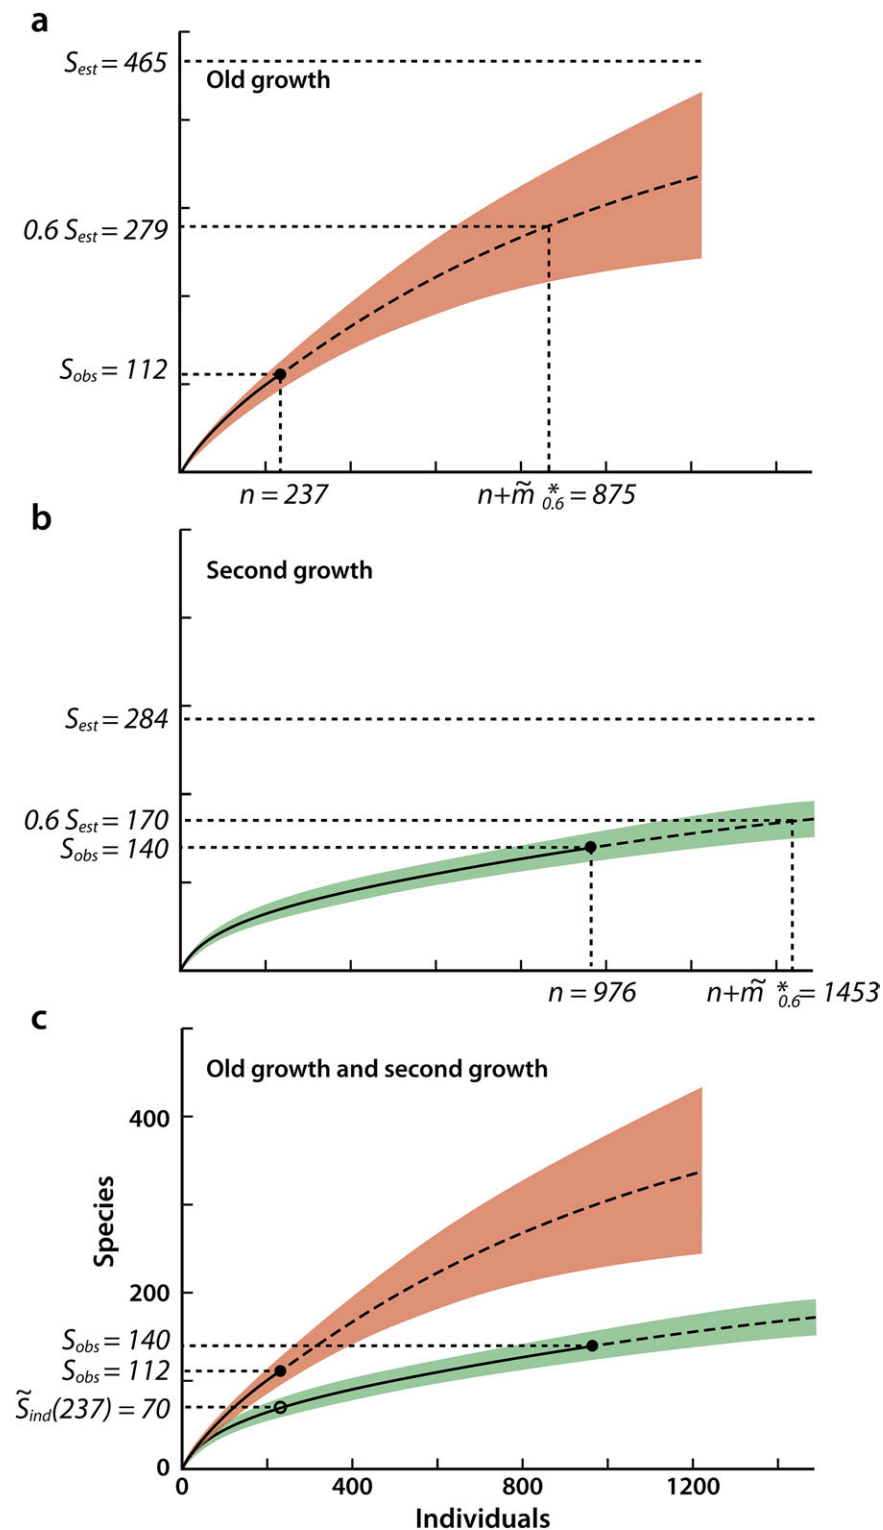 a
S_est = 465
Old growth
0.6 S_est = 279
S_obs = 112
n = 237
n+m̃*_0.6 = 875
b
Second growth
S_est = 284
0.6 S_est = 170
S_obs = 140
n = 976
n+m̃*_0.6 = 1453
c
Old growth and second growth
400
Species
200
S_obs = 140
S_obs = 112
S̃_ind(237) = 70
0
0 400 800 1200
Individuals